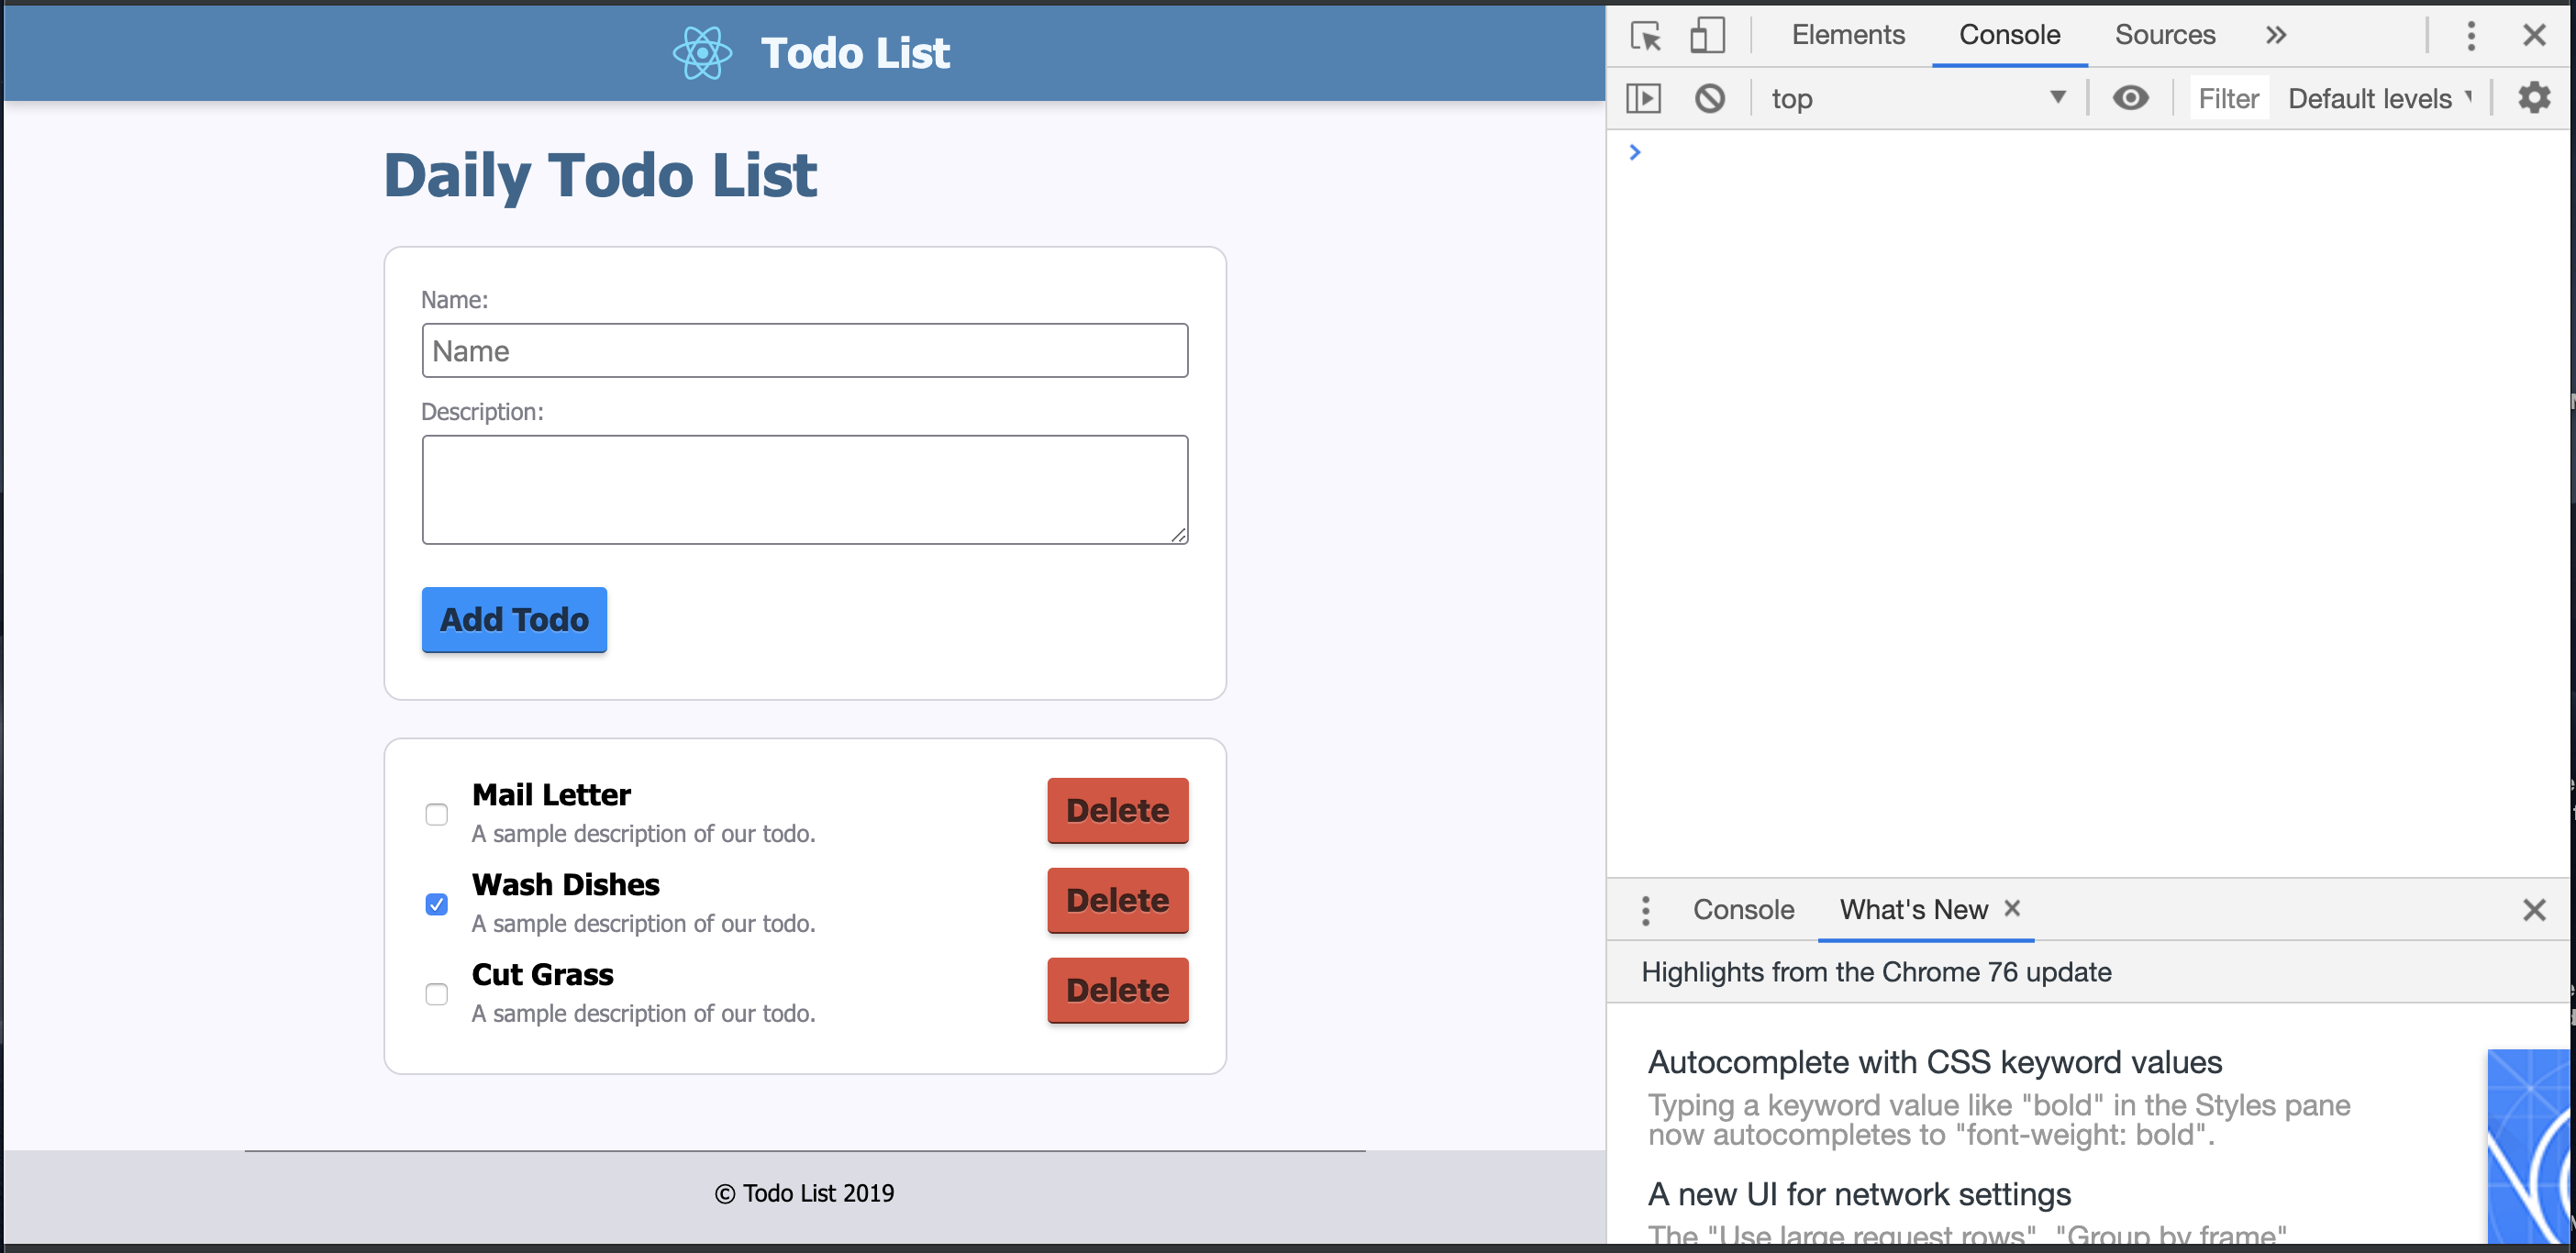 Todo List
Daily Todo List
Name:
Name
Description:
Add Todo
Mail Letter
A sample description of our todo.
Delete
Wash Dishes
A sample description of our todo.
Delete
Cut Grass
A sample description of our todo.
Delete
© Todo List 2019
Elements Console Sources »
top Filter Default levels
Console What's New
Highlights from the Chrome 76 update
Autocomplete with CSS keyword values
Typing a keyword value like "bold" in the Styles pane
now autocompletes to "font-weight: bold".
A new UI for network settings
The "Use large request rows", "Group by frame"